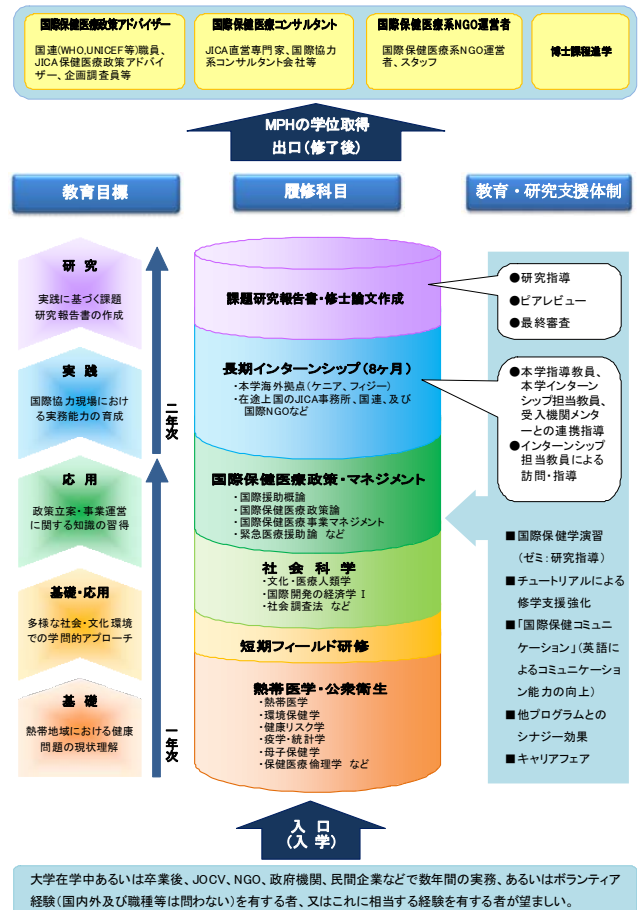 国際保健医療政策アドバイザー
国連(WHO,UNICEF等)職員、
JICA保健医療政策アドバイ
ザー、企画調査員等
国際保健医療コンサルタント
JICA直営専門家、国際協力
系コンサルタント会社等
国際保健医療系NGO運営者
国際保健医療系NGO運営
者、スタッフ
博士課程進学
MPHの学位取得
出口(修了後)
教育目標
履修科目
教育・研究支援体制
研 究
実践に基づく課題
研究報告書の作成
実 践
国際協力現場におけ
る実務能力の育成
応 用
政策立案・事業運営
に関する知識の習得
基礎・応用
多様な社会・文化環境
での学問的アプローチ
基 礎
熱帯地域における健康
問題の現状理解
二年次
一年次
課題研究報告書・修士論文作成
長期インターンシップ(8ヶ月)
・本学海外拠点(ケニア、フィジー)
・在途上国のJICA事務所、国連、及び
国際NGOなど
国際保健医療政策・マネジメント
・国際援助概論
・国際保健医療政策論
・国際保健医療事業マネジメント
・緊急医療援助論 など
社 会 科 学
・文化・医療人類学
・国際開発の経済学Ⅰ
・社会調査法 など
短期フィールド研修
熱帯医学・公衆衛生
・熱帯医学
・環境保健学
・健康リスク学
・疫学・統計学
・母子保健学
・保健医療倫理学 など
●研究指導
●ピアレビュー
●最終審査
●本学指導教員、
本学インターン
シップ担当教員、
受入機関メンタ
ーとの連携指導
●インターンシップ
担当教員による
訪問・指導
■国際保健学演習
(ゼミ:研究指導)
■チュートリアルによる
修学支援強化
■「国際保健コミュニ
ケーション」(英語に
よるコミュニケーショ
ン能力の向上)
■他プログラムとの
シナジー効果
■キャリアフェア
入 口
(入 学)
大学在学中あるいは卒業後、JOCV、NGO、政府機関、民間企業などで数年間の実務、あるいはボランティア
経験(国内外及び職種等は問わない)を有する者、又はこれに相当する経験を有する者が望ましい。